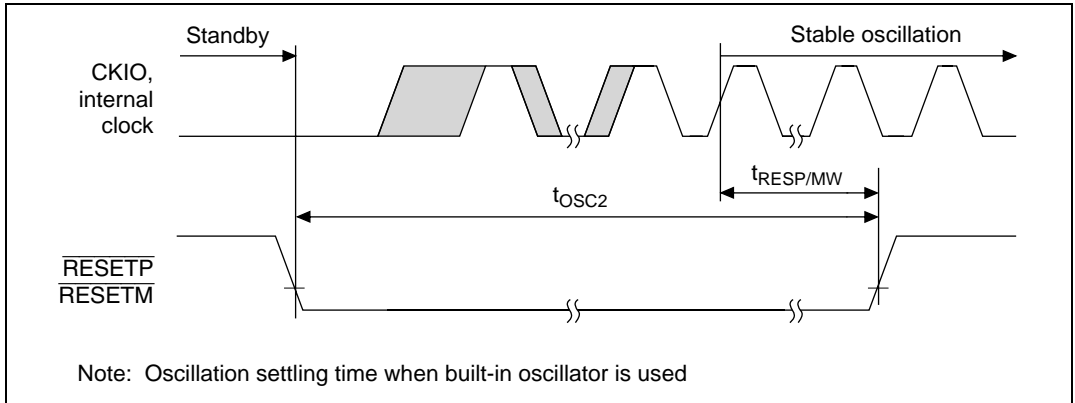 Standby
Stable oscillation
CKIO,
internal
clock
tRESP/MW
tOSC2
RESETP
RESETM
Note: Oscillation settling time when built-in oscillator is used